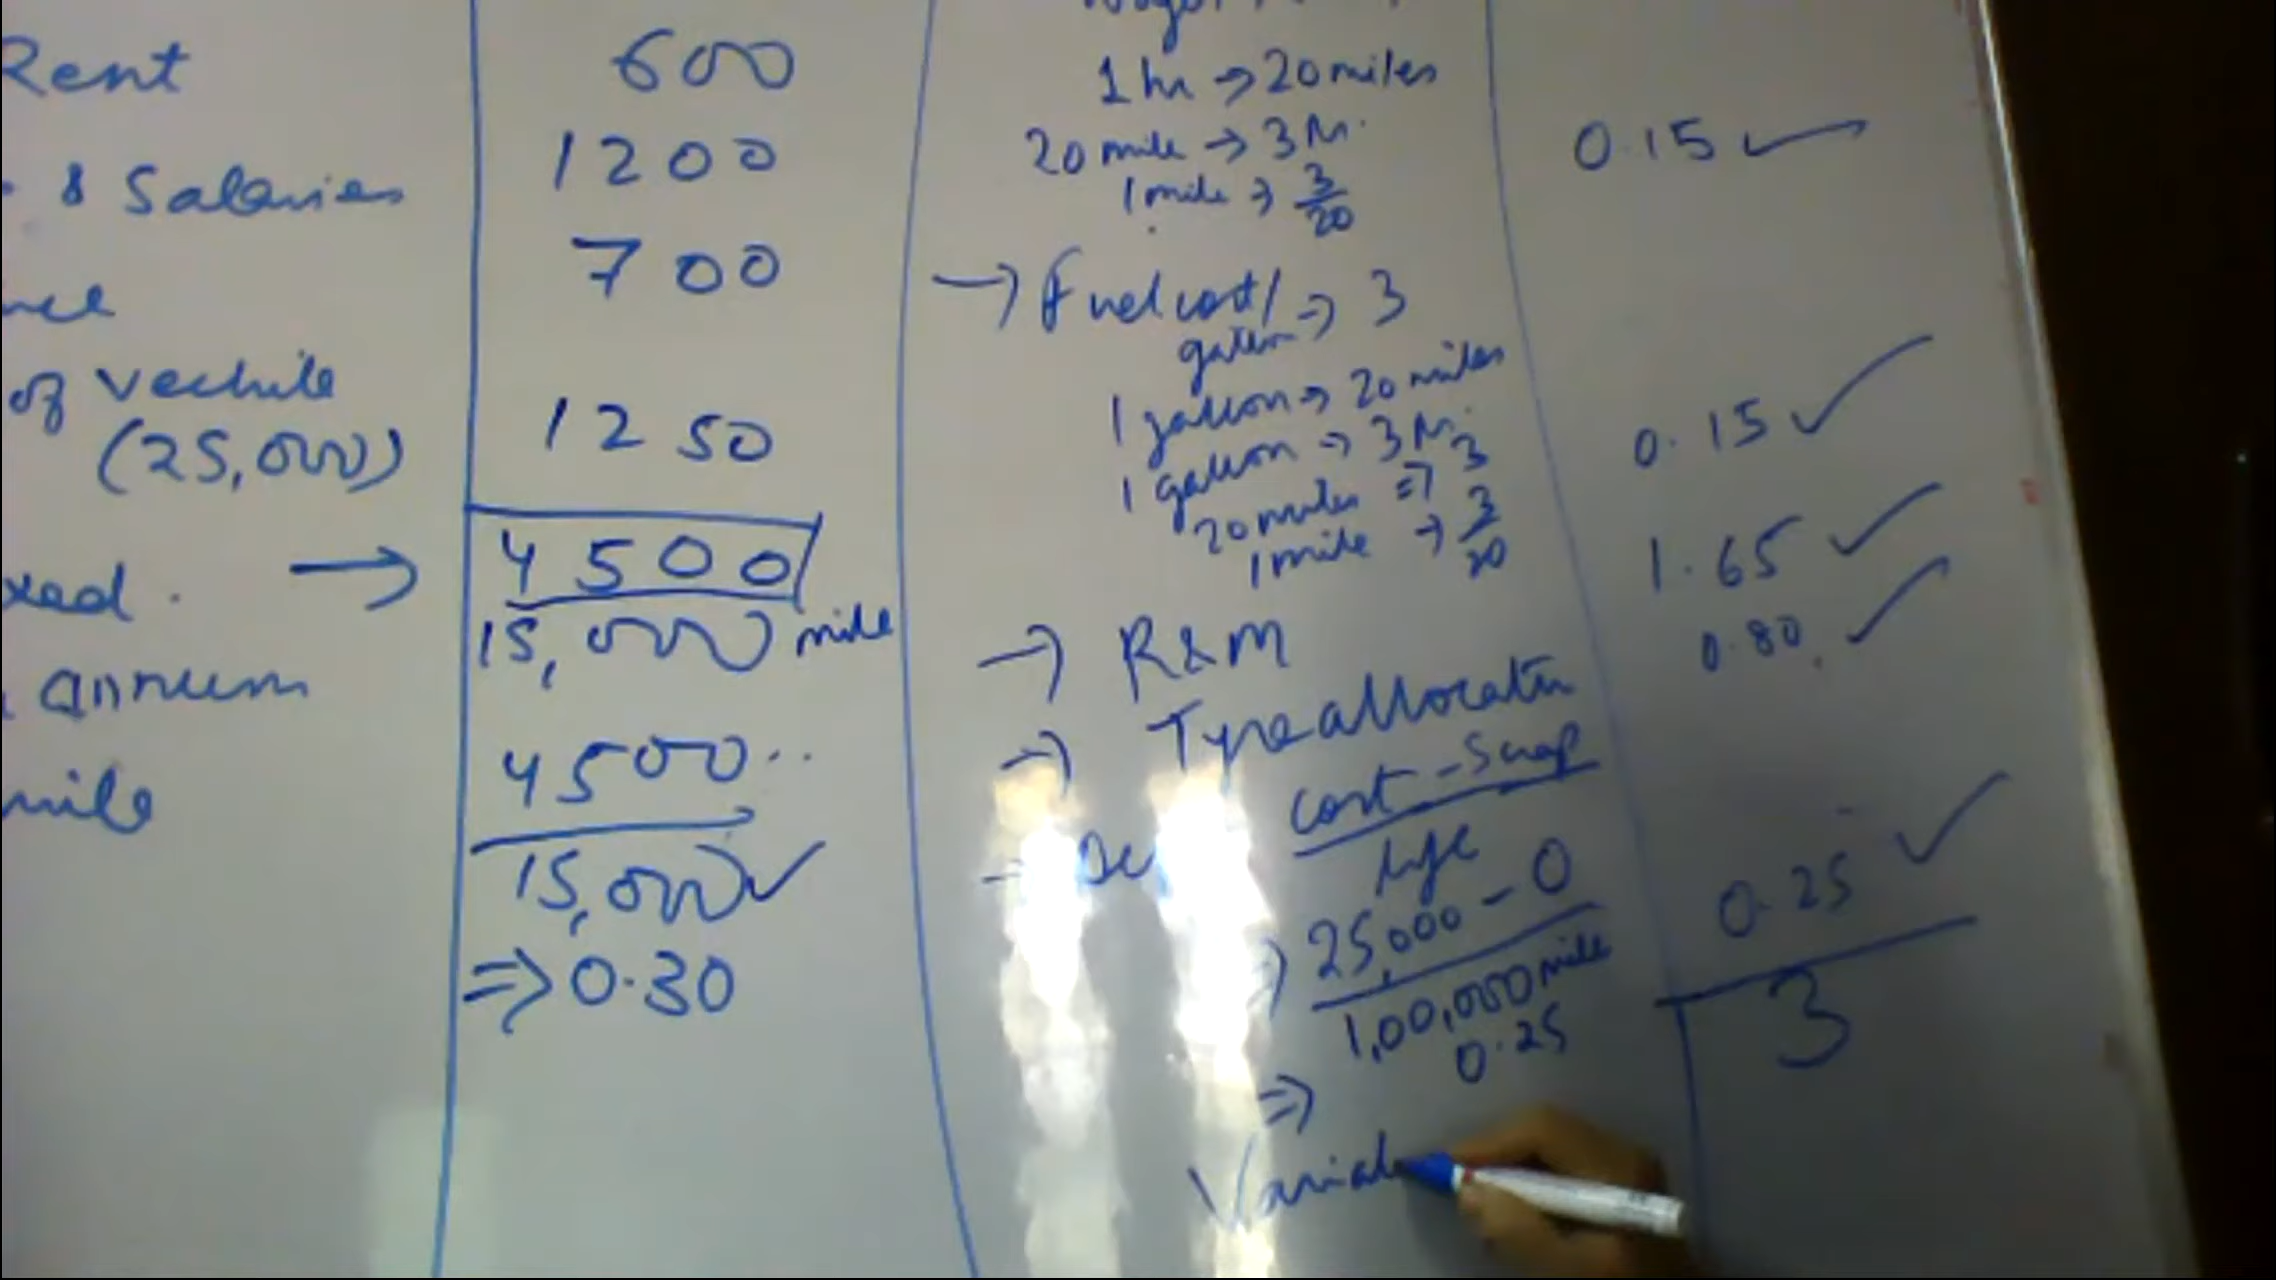 Rent
600
& Salaries
1200
700
of vechile
(25,000)
1250
4500
15,000 mile
annum
4500
mile
15,000
⇒ 0.30
1 hr → 20 miles
20 mile → 3
1 mile → 3/20
0.15 ✓
→ Fuel cost/
gallon ⇒ 3
1 gallon → 20 miles
1 gallon → 3
20 miles ⇒ 3
1 mile → 3/20
0.15 ✓
→ R&M
1.65 ✓
→ Tyre allocatn
0.80 ✓
cost - Scrap
life
⇒ 25,000 - 0
1,00,000 mile
⇒ 0.25
0.25 ✓
3